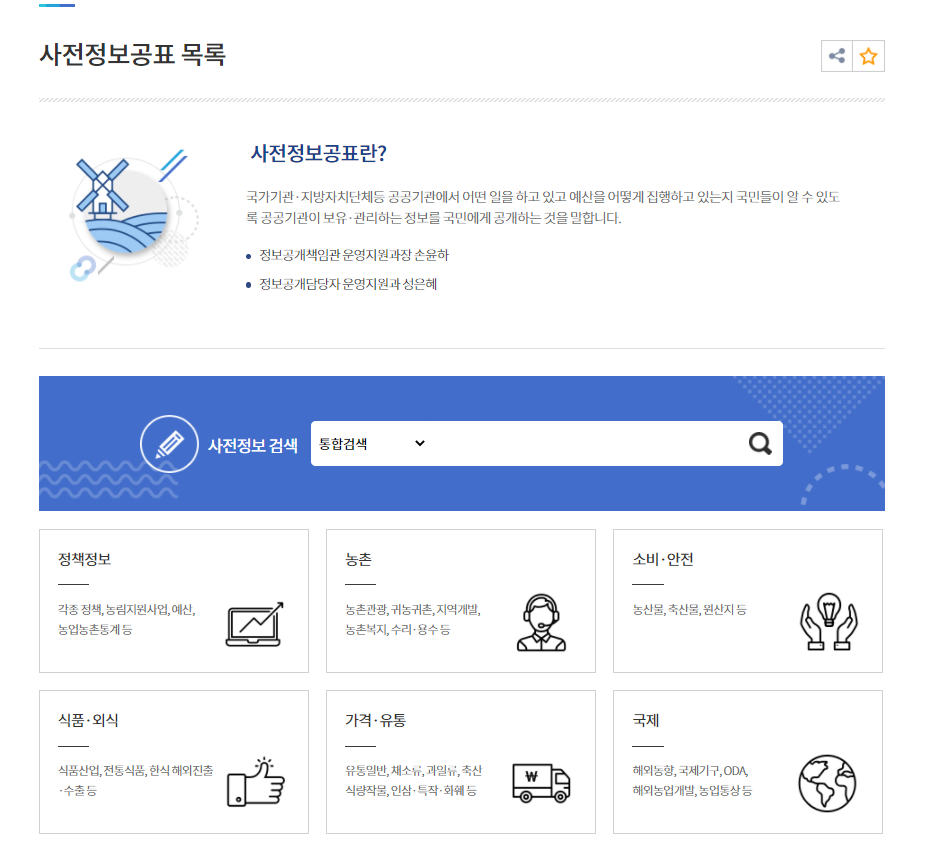 사전정보공표 목록
사전정보공표란?
국가기관·지방자치단체등 공공기관에서 어떤 일을 하고 있고 예산을 어떻게 집행하고 있는지 국민들이 알 수 있도
록 공공기관이 보유·관리하는 정보를 국민에게 공개하는 것을 말합니다.
정보공개책임관 운영지원과장 손윤하
정보공개담당자 운영지원과 성은혜
사전정보 검색
통합검색
정책정보
각종 정책, 농림지원사업, 예산,
농업농촌통계 등
농촌
농촌관광, 귀농귀촌, 지역개발,
농촌복지, 수리·용수 등
소비·안전
농산물, 축산물, 원산지 등
식품·외식
식품산업, 전통식품, 한식 해외진출
·수출 등
가격·유통
유통일반, 채소류, 과일류, 축산
식량작물, 인삼·특작·화훼 등
₩
국제
해외동향, 국제기구, ODA,
해외농업개발, 농업통상 등